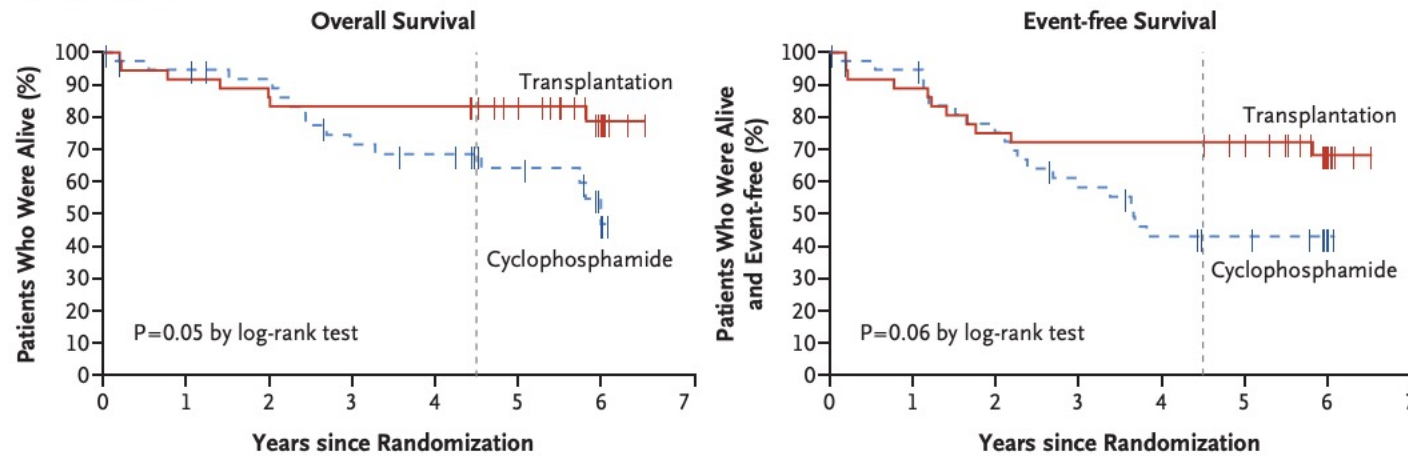 Overall Survival
Patients Who Were Alive (%)
100
90
80
70
60
50
40
30
20
10
0
Transplantation
Cyclophosphamide
P=0.05 by log-rank test
0 1 2 3 4 5 6 7
Years since Randomization
Event-free Survival
Patients Who Were Alive
and Event-free (%)
100
90
80
70
60
50
40
30
20
10
0
Transplantation
Cyclophosphamide
P=0.06 by log-rank test
0 1 2 3 4 5 6
Years since Randomization